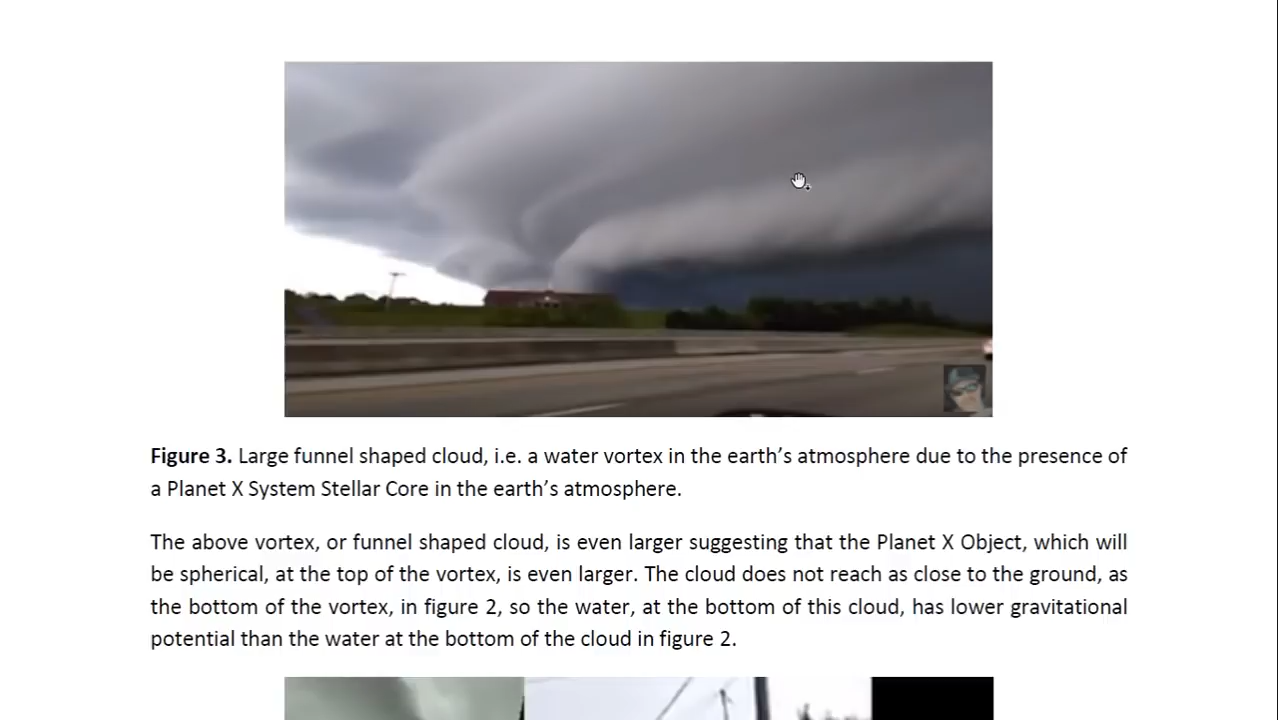 Figure 3. Large funnel shaped cloud, i.e. a water vortex in the earth’s atmosphere due to the presence of
a Planet X System Stellar Core in the earth’s atmosphere.
The above vortex, or funnel shaped cloud, is even larger suggesting that the Planet X Object, which will
be spherical, at the top of the vortex, is even larger. The cloud does not reach as close to the ground, as
the bottom of the vortex, in figure 2, so the water, at the bottom of this cloud, has lower gravitational
potential than the water at the bottom of the cloud in figure 2.